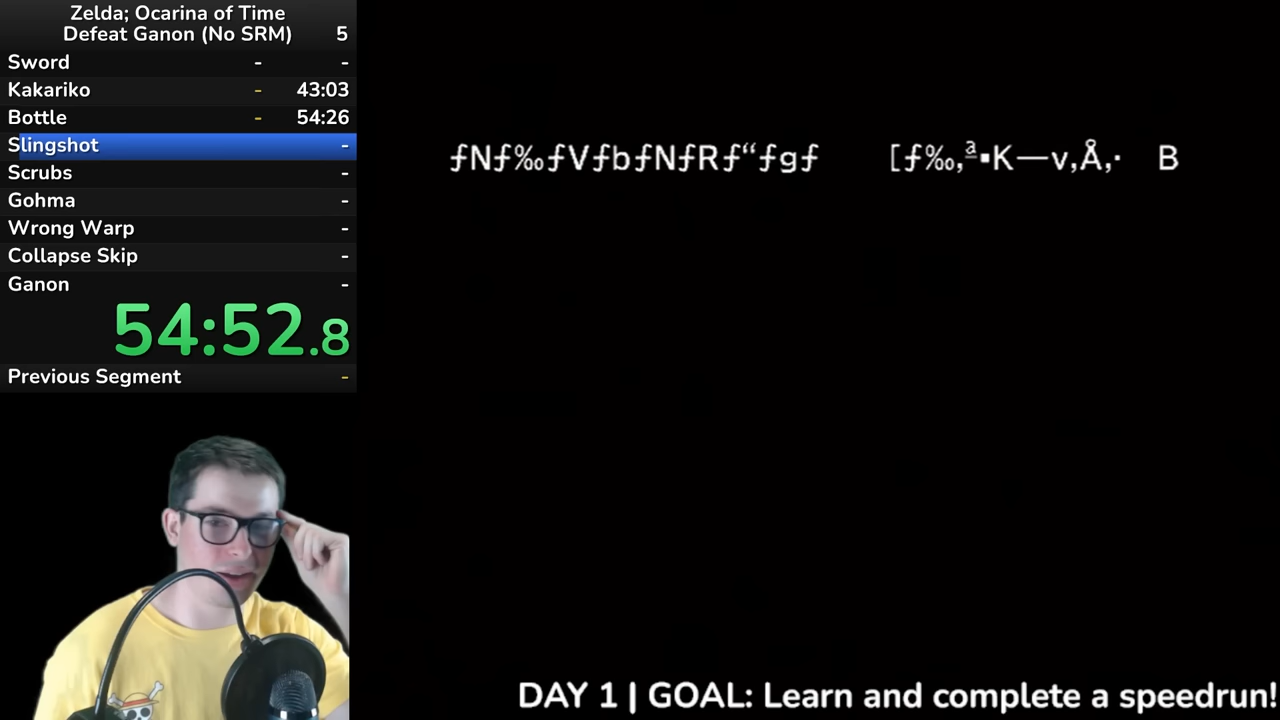 Zelda; Ocarina of Time
Defeat Ganon (No SRM) 5
Sword - -
Kakariko - 43:03
Bottle - 54:26
Slingshot -
Scrubs -
Gohma -
Wrong Warp -
Collapse Skip -
Ganon -
54:52.8
Previous Segment -
ƒNƒ‰ƒVƒbƒNƒRƒ“ƒgƒ [ƒ‰‚ª▪K—v‚Å‚· B
DAY 1 | GOAL: Learn and complete a speedrun!